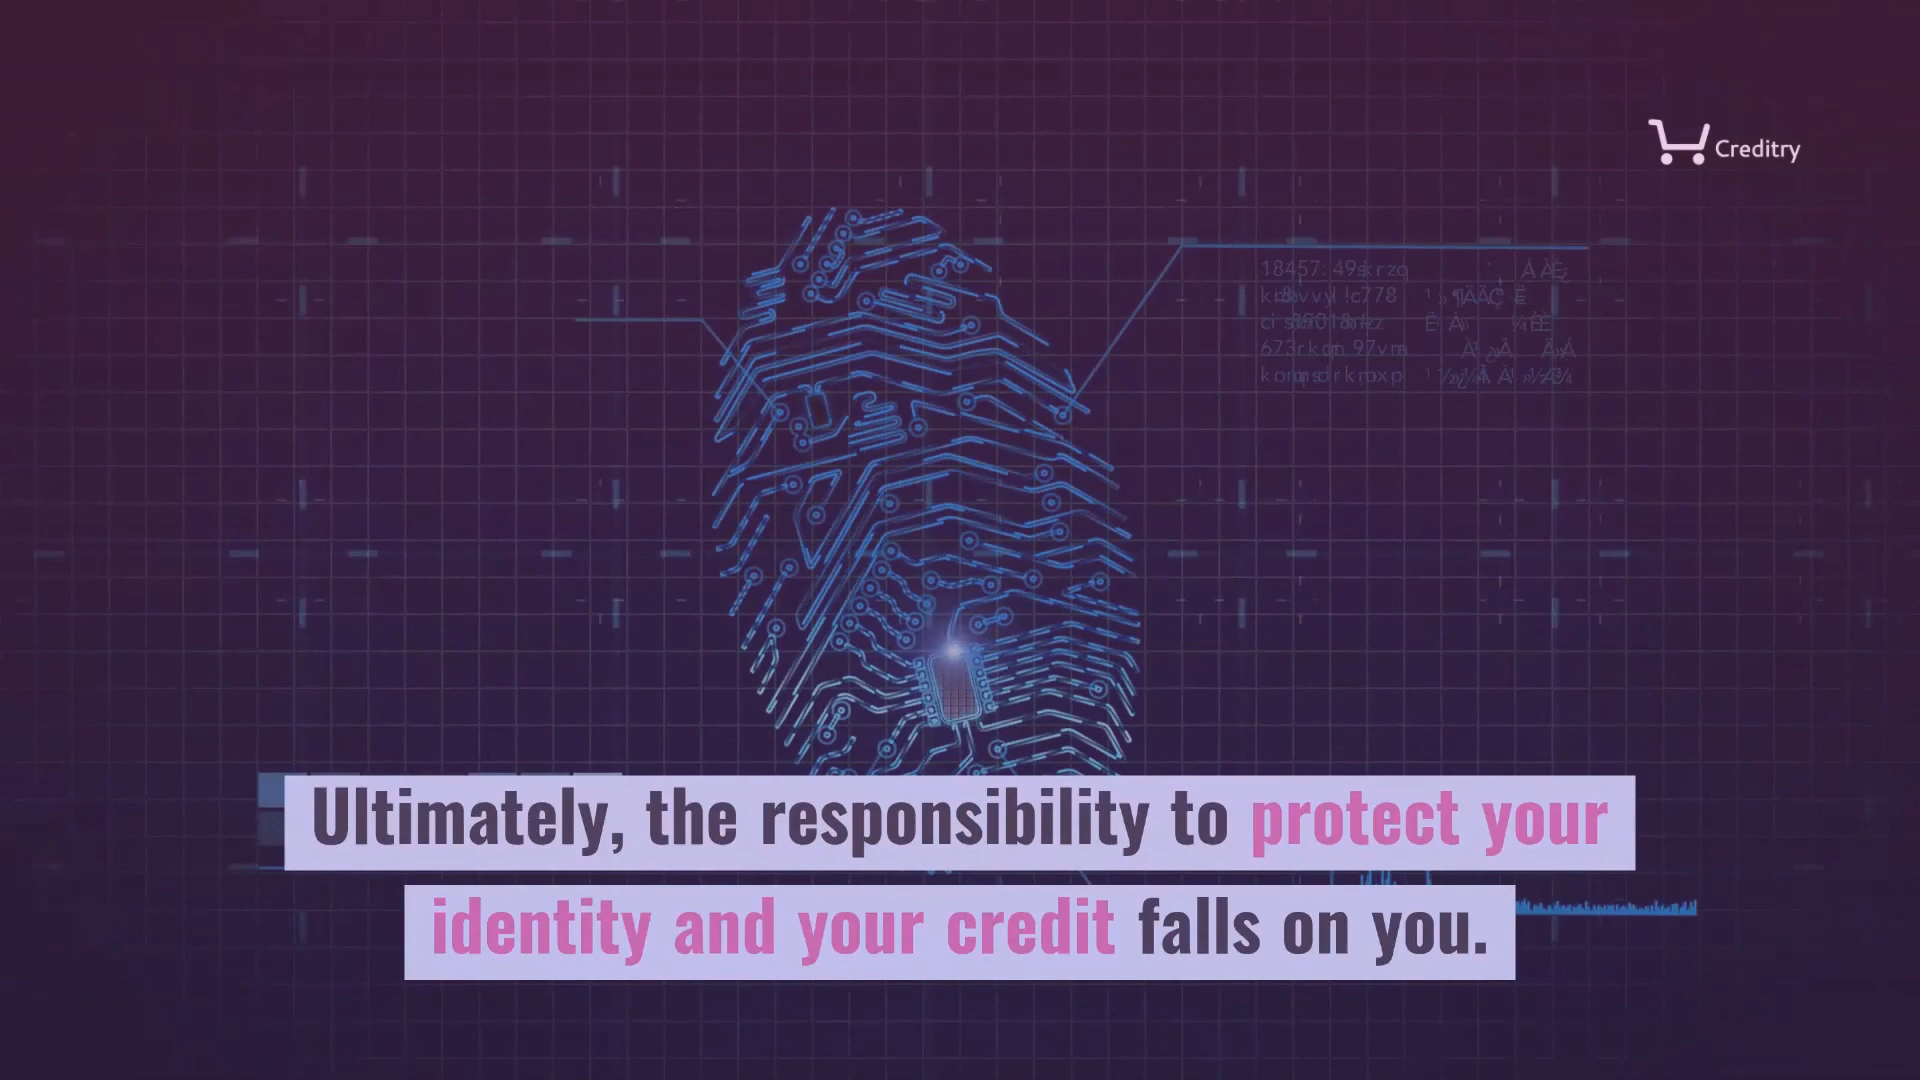 Creditry
Ultimately, the responsibility to protect your
identity and your credit falls on you.